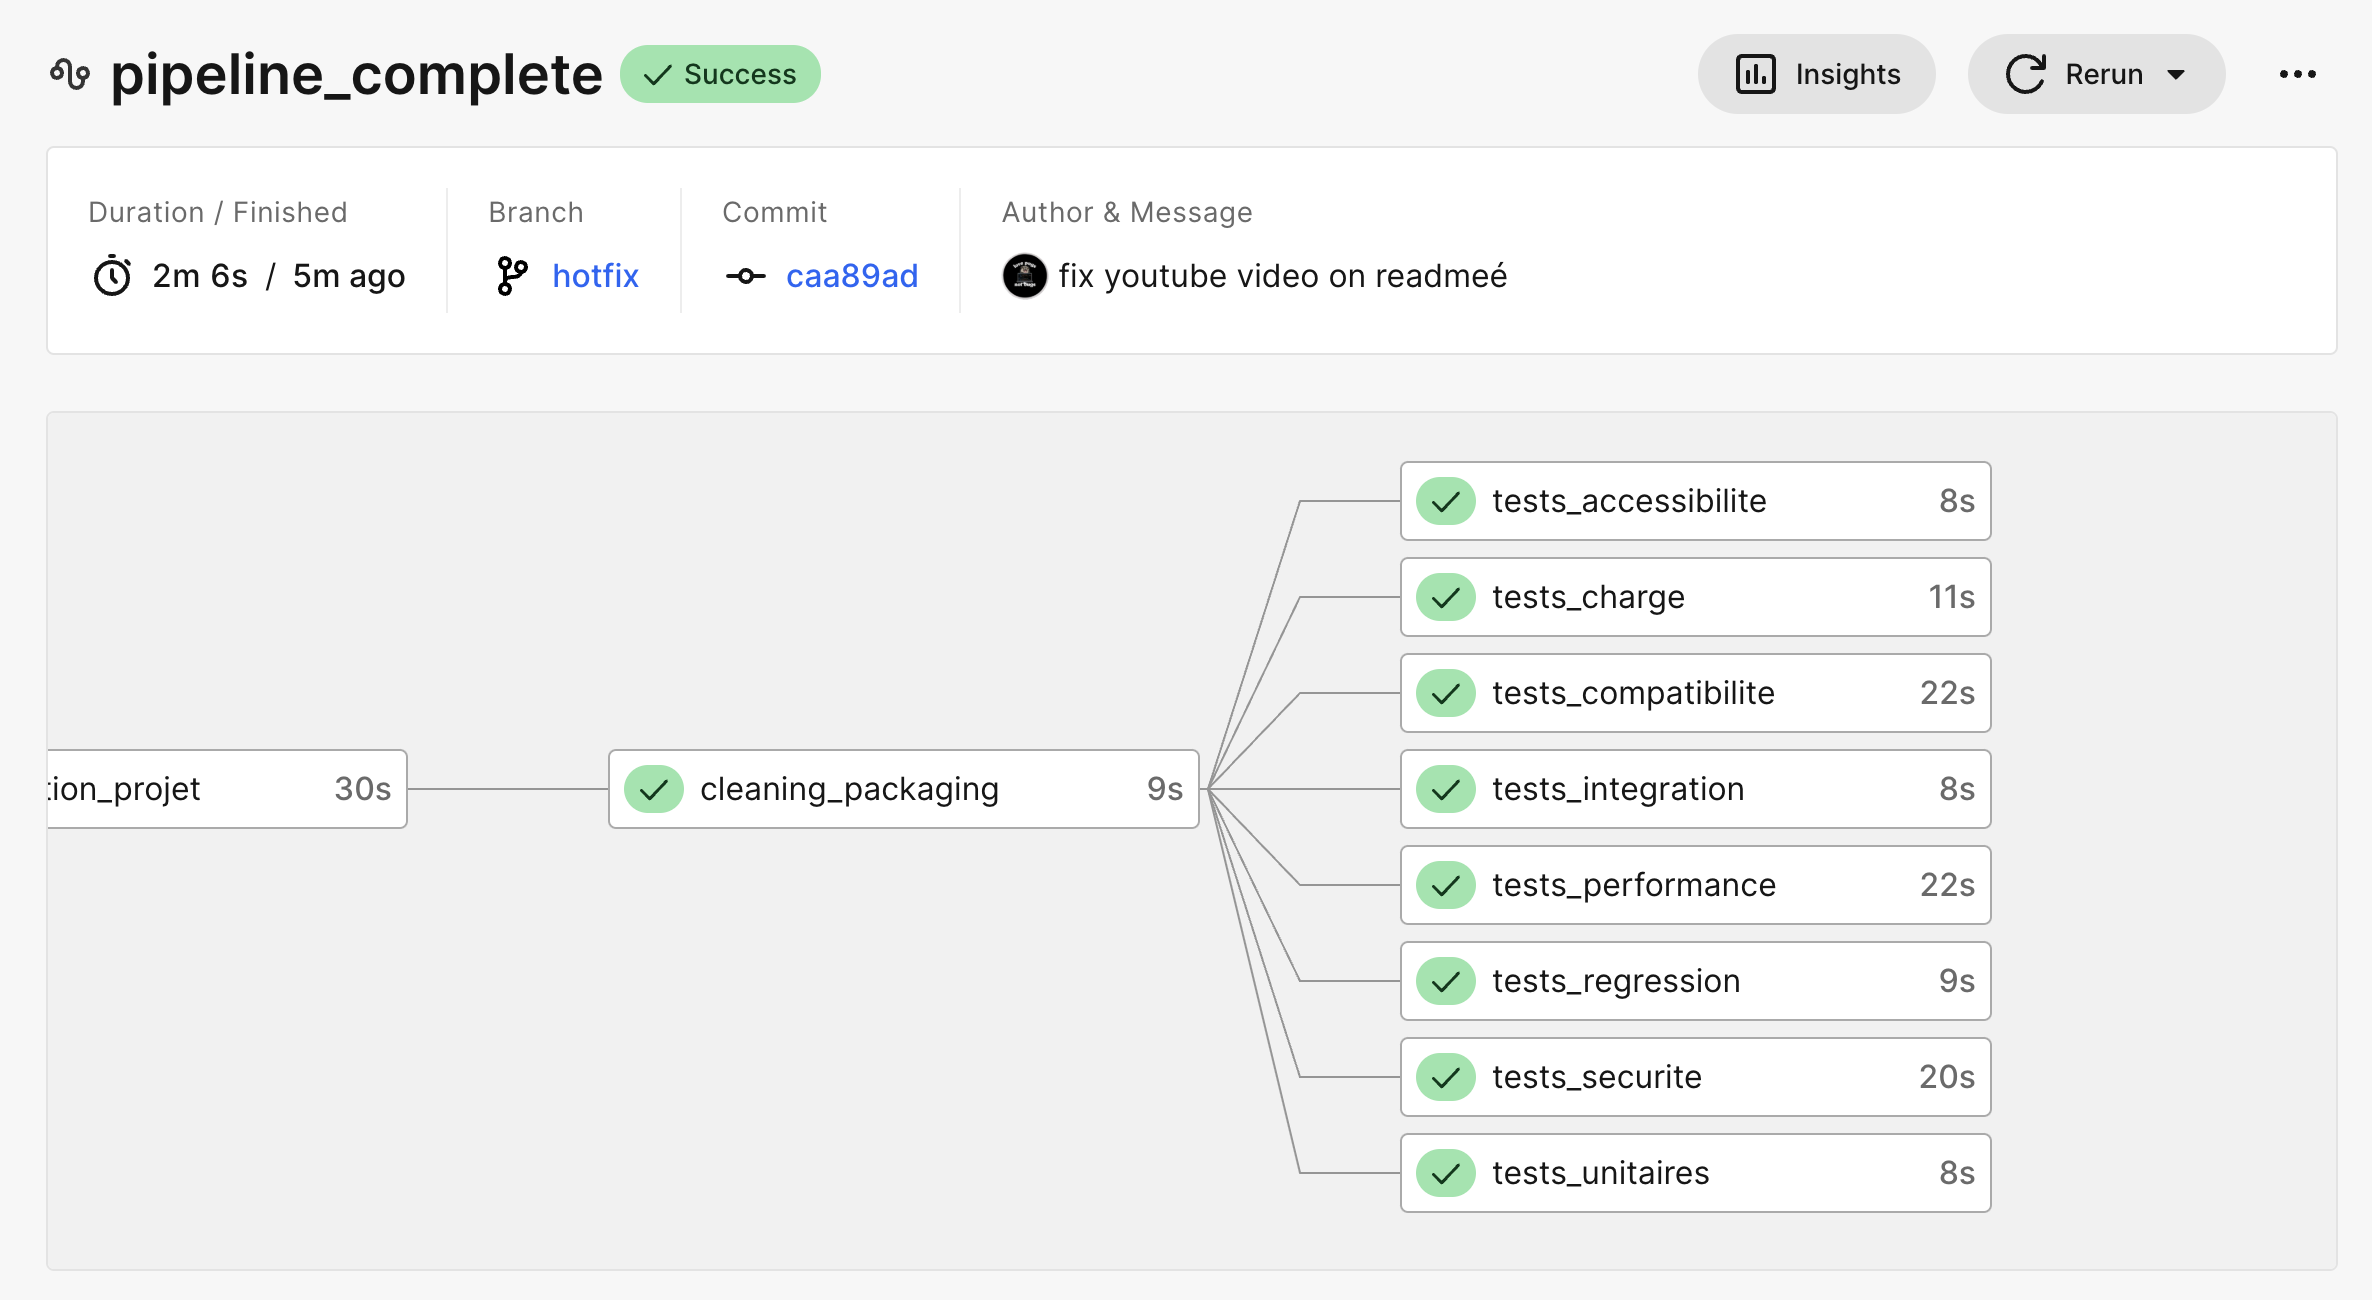 pipeline_complete
Success
Insights
Rerun
Duration / Finished
2m 6s / 5m ago
Branch
hotfix
Commit
caa89ad
Author & Message
fix youtube video on readmeé
tion_projet 30s
cleaning_packaging 9s
tests_accessibilite 8s
tests_charge 11s
tests_compatibilite 22s
tests_integration 8s
tests_performance 22s
tests_regression 9s
tests_securite 20s
tests_unitaires 8s